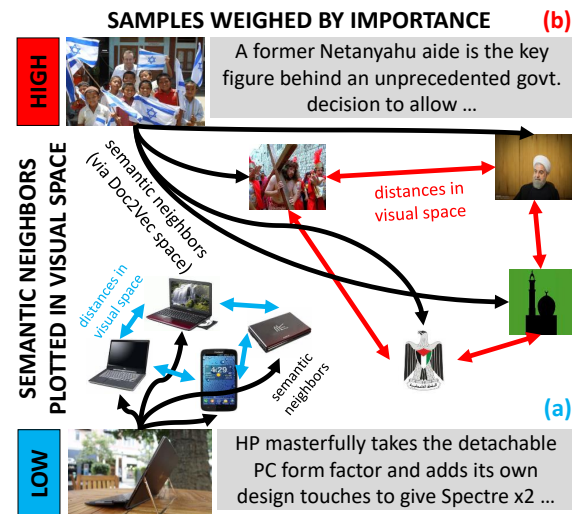 SAMPLES WEIGHED BY IMPORTANCE
(b)
HIGH
A former Netanyahu aide is the key
figure behind an unprecedented govt.
decision to allow …
SEMANTIC NEIGHBORS
PLOTTED IN VISUAL SPACE
semantic neighbors
(via Doc2Vec space)
distances in
visual space
distances in
visual space
semantic
neighbors
(a)
LOW
HP masterfully takes the detachable
PC form factor and adds its own
design touches to give Spectre x2 …